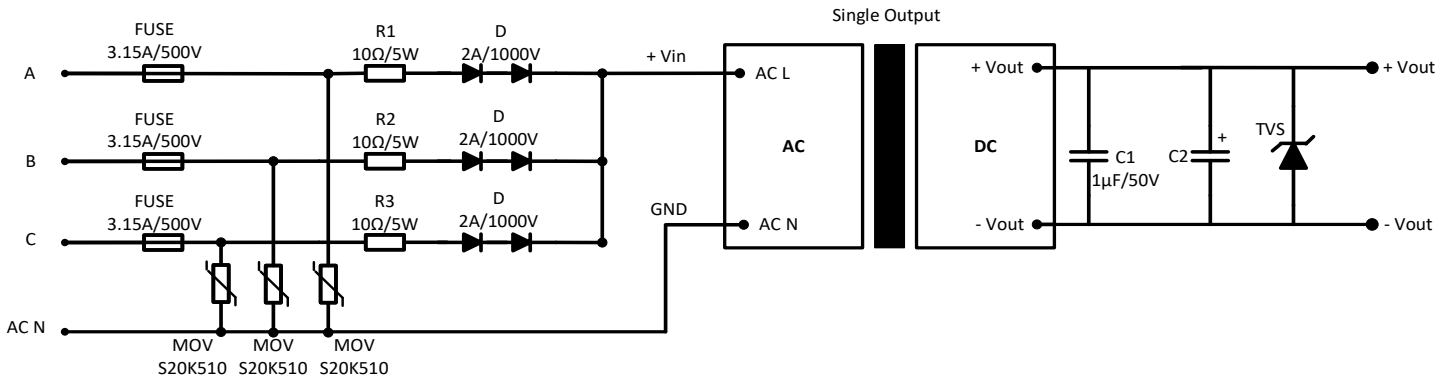 Single Output
FUSE
3.15A/500V
R1
10Ω/5W
D
2A/1000V
A
+ Vin
AC L
+ Vout
+ Vout
FUSE
3.15A/500V
R2
10Ω/5W
D
2A/1000V
B
AC
DC
C1
1μF/50V
C2
+
TVS
FUSE
3.15A/500V
R3
10Ω/5W
D
2A/1000V
C
GND
AC N
- Vout
- Vout
AC N
MOV
S20K510
MOV
S20K510
MOV
S20K510